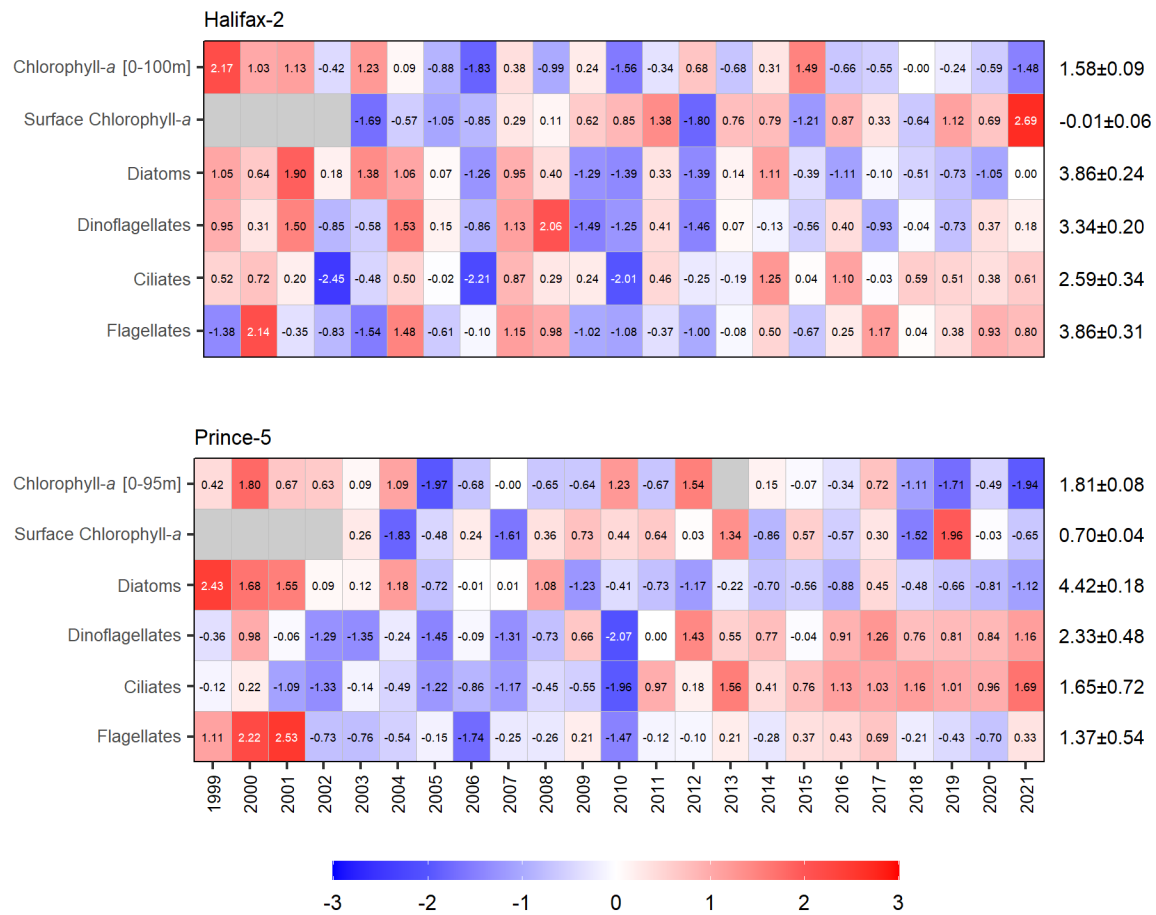 Halifax-2
Chlorophyll-a [0-100m] 2.17 1.03 1.13 -0.42 1.23 0.09 -0.88 -1.83 0.38 -0.99 0.24 -1.56 -0.34 0.68 -0.68 0.31 1.49 -0.66 -0.55 -0.00 -0.24 -0.59 -1.48 1.58±0.09
Surface Chlorophyll-a -1.69 -0.57 -1.05 -0.85 0.29 0.11 0.62 0.85 1.38 -1.80 0.76 0.79 -1.21 0.87 0.33 -0.64 1.12 0.69 2.69 -0.01±0.06
Diatoms 1.05 0.64 1.90 0.18 1.38 1.06 0.07 -1.26 0.95 0.40 -1.29 -1.39 0.33 -1.39 0.14 1.11 -0.39 -1.11 -0.10 -0.51 -0.73 -1.05 0.00 3.86±0.24
Dinoflagellates 0.95 0.31 1.50 -0.85 -0.58 1.53 0.15 -0.86 1.13 2.06 -1.49 -1.25 0.41 -1.46 0.07 -0.13 -0.56 0.40 -0.93 -0.04 -0.73 0.37 0.18 3.34±0.20
Ciliates 0.52 0.72 0.20 -2.45 -0.48 0.50 -0.02 -2.21 0.87 0.29 0.24 -2.01 0.46 -0.25 -0.19 1.25 0.04 1.10 -0.03 0.59 0.51 0.38 0.61 2.59±0.34
Flagellates -1.38 2.14 -0.35 -0.83 -1.54 1.48 -0.61 -0.10 1.15 0.98 -1.02 -1.08 -0.37 -1.00 -0.08 0.50 -0.67 0.25 1.17 0.04 0.38 0.93 0.80 3.86±0.31
Prince-5
Chlorophyll-a [0-95m] 0.42 1.80 0.67 0.63 0.09 1.09 -1.97 -0.68 -0.00 -0.65 -0.64 1.23 -0.67 1.54 0.15 -0.07 -0.34 0.72 -1.11 -1.71 -0.49 -1.94 1.81±0.08
Surface Chlorophyll-a 0.26 -1.83 -0.48 0.24 -1.61 0.36 0.73 0.44 0.64 0.03 1.34 -0.86 0.57 -0.57 0.30 -1.52 1.96 -0.03 -0.65 0.70±0.04
Diatoms 2.43 1.68 1.55 0.09 0.12 1.18 -0.72 -0.01 0.01 1.08 -1.23 -0.41 -0.73 -1.17 -0.22 -0.70 -0.56 -0.88 0.45 -0.48 -0.66 -0.81 -1.12 4.42±0.18
Dinoflagellates -0.36 0.98 -0.06 -1.29 -1.35 -0.24 -1.45 -0.09 -1.31 -0.73 0.66 -2.07 0.00 1.43 0.55 0.77 -0.04 0.91 1.26 0.76 0.81 0.84 1.16 2.33±0.48
Ciliates -0.12 0.22 -1.09 -1.33 -0.14 -0.49 -1.22 -0.86 -1.17 -0.45 -0.55 -1.96 0.97 0.18 1.56 0.41 0.76 1.13 1.03 1.16 1.01 0.96 1.69 1.65±0.72
Flagellates 1.11 2.22 2.53 -0.73 -0.76 -0.54 -0.15 -1.74 -0.25 -0.26 0.21 -1.47 -0.12 -0.10 0.21 -0.28 0.37 0.43 0.69 -0.21 -0.43 -0.70 0.33 1.37±0.54
1999 2000 2001 2002 2003 2004 2005 2006 2007 2008 2009 2010 2011 2012 2013 2014 2015 2016 2017 2018 2019 2020 2021
-3 -2 -1 0 1 2 3